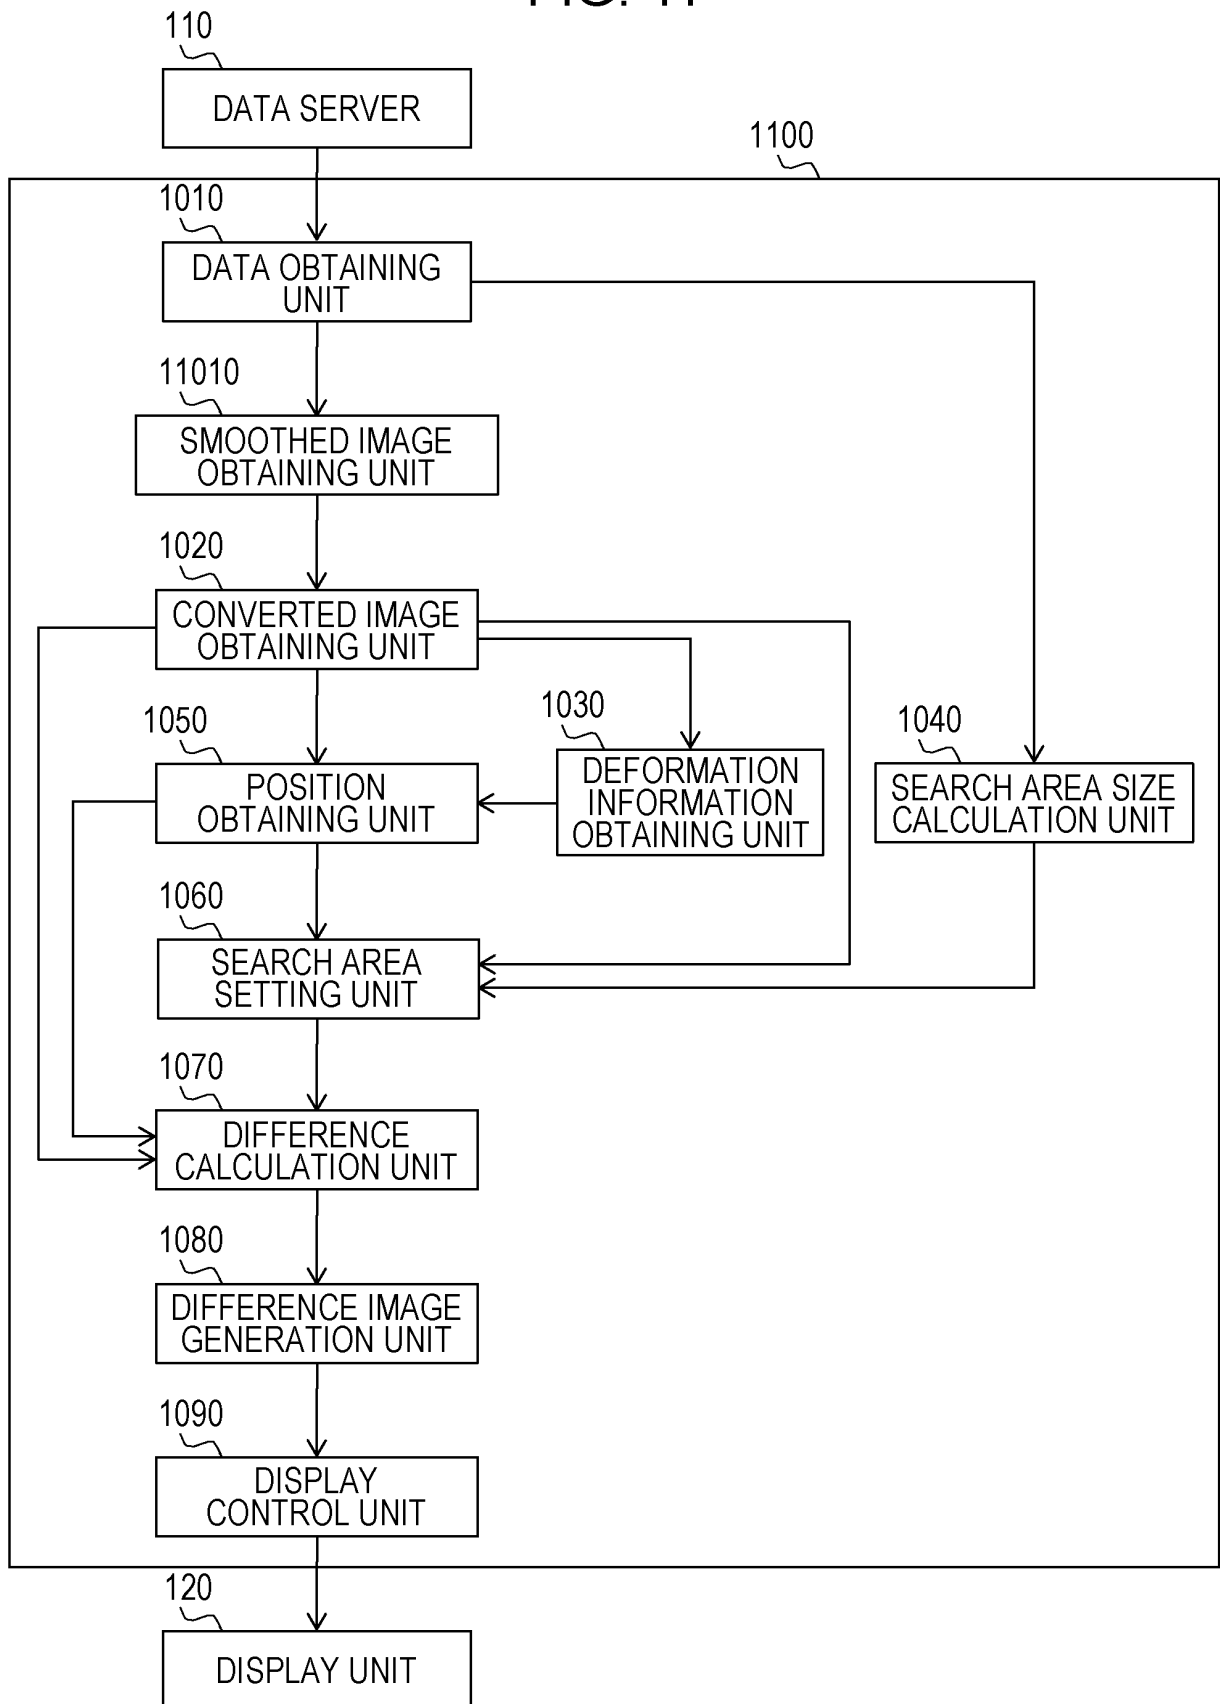 110
DATA SERVER
1100
1010
DATA OBTAINING
UNIT
11010
SMOOTHED IMAGE
OBTAINING UNIT
1020
CONVERTED IMAGE
OBTAINING UNIT
1050
POSITION
OBTAINING UNIT
1030
DEFORMATION
INFORMATION
OBTAINING UNIT
1040
SEARCH AREA SIZE
CALCULATION UNIT
1060
SEARCH AREA
SETTING UNIT
1070
DIFFERENCE
CALCULATION UNIT
1080
DIFFERENCE IMAGE
GENERATION UNIT
1090
DISPLAY
CONTROL UNIT
120
DISPLAY UNIT